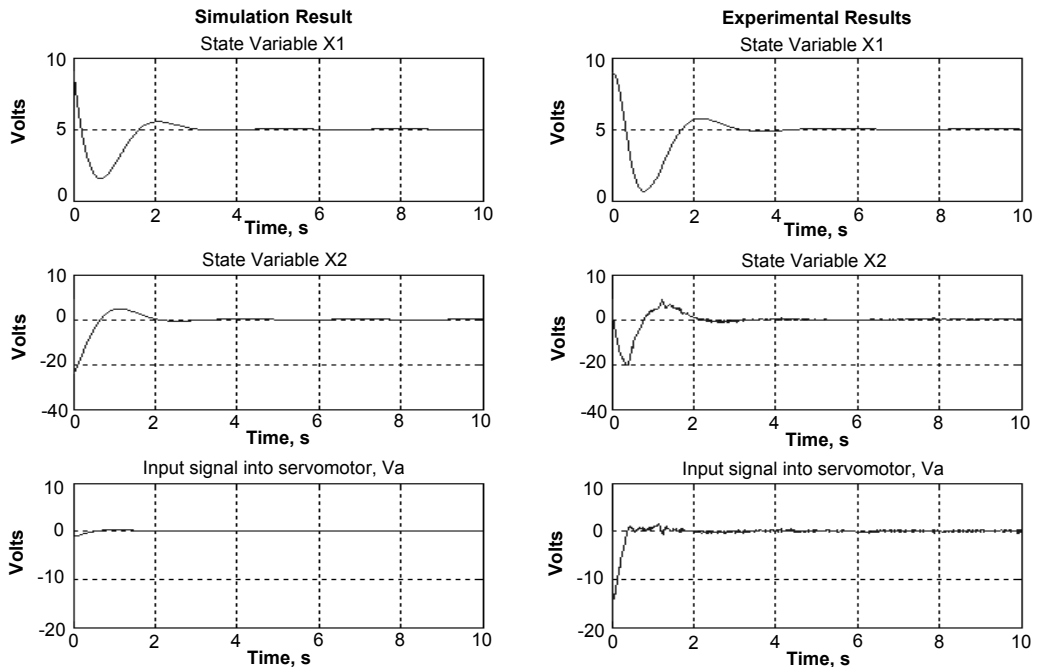 Simulation Result
State Variable X1
Volts
10
5
0
0 2 4 6 8 10
Time, s
State Variable X2
Volts
10
0
-20
-40
0 2 4 6 8 10
Time, s
Input signal into servomotor, Va
Volts
10
0
-10
-20
0 2 4 6 8 10
Time, s
Experimental Results
State Variable X1
Volts
10
5
0
0 2 4 6 8 10
Time, s
State Variable X2
Volts
10
0
-20
-40
0 2 4 6 8 10
Time, s
Input signal into servomotor, Va
Volts
10
0
-10
-20
0 2 4 6 8 10
Time, s